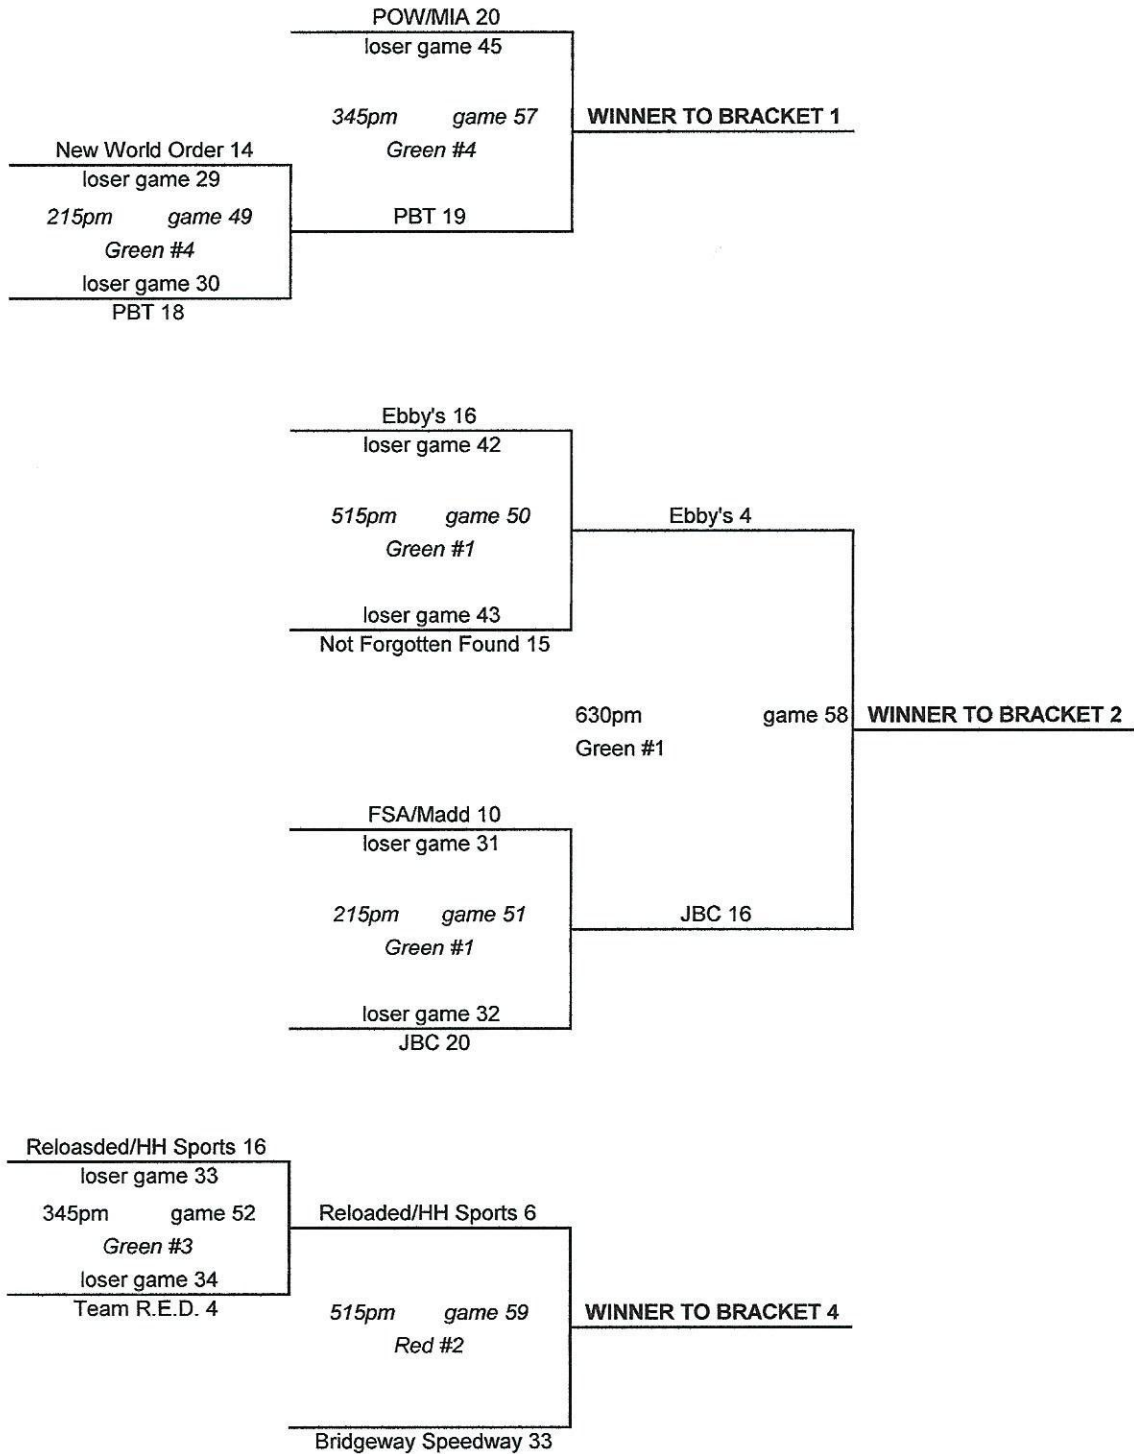 POW/MIA 20
loser game 45
345pm game 57
WINNER TO BRACKET 1
Green #4
New World Order 14
loser game 29
215pm game 49
PBT 19
Green #4
loser game 30
PBT 18
Ebby's 16
loser game 42
515pm game 50
Ebby's 4
Green #1
loser game 43
Not Forgotten Found 15
630pm game 58
WINNER TO BRACKET 2
Green #1
FSA/Madd 10
loser game 31
215pm game 51
JBC 16
Green #1
loser game 32
JBC 20
Reloasded/HH Sports 16
loser game 33
345pm game 52
Reloaded/HH Sports 6
Green #3
loser game 34
Team R.E.D. 4
515pm game 59
WINNER TO BRACKET 4
Red #2
Bridgeway Speedway 33